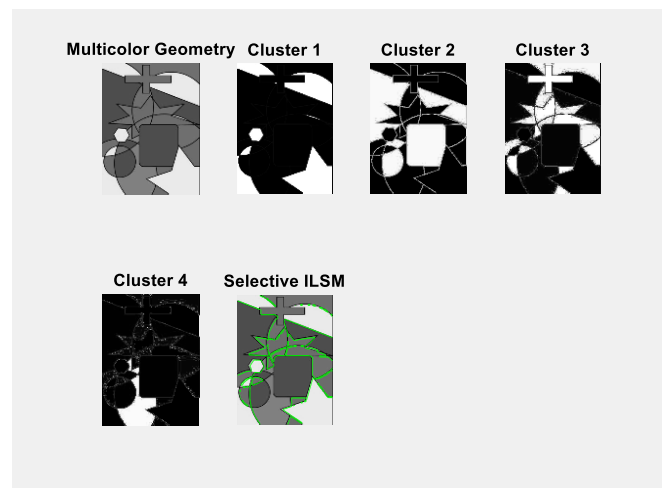 Multicolor Geometry
Cluster 1
Cluster 2
Cluster 3
Cluster 4
Selective ILSM